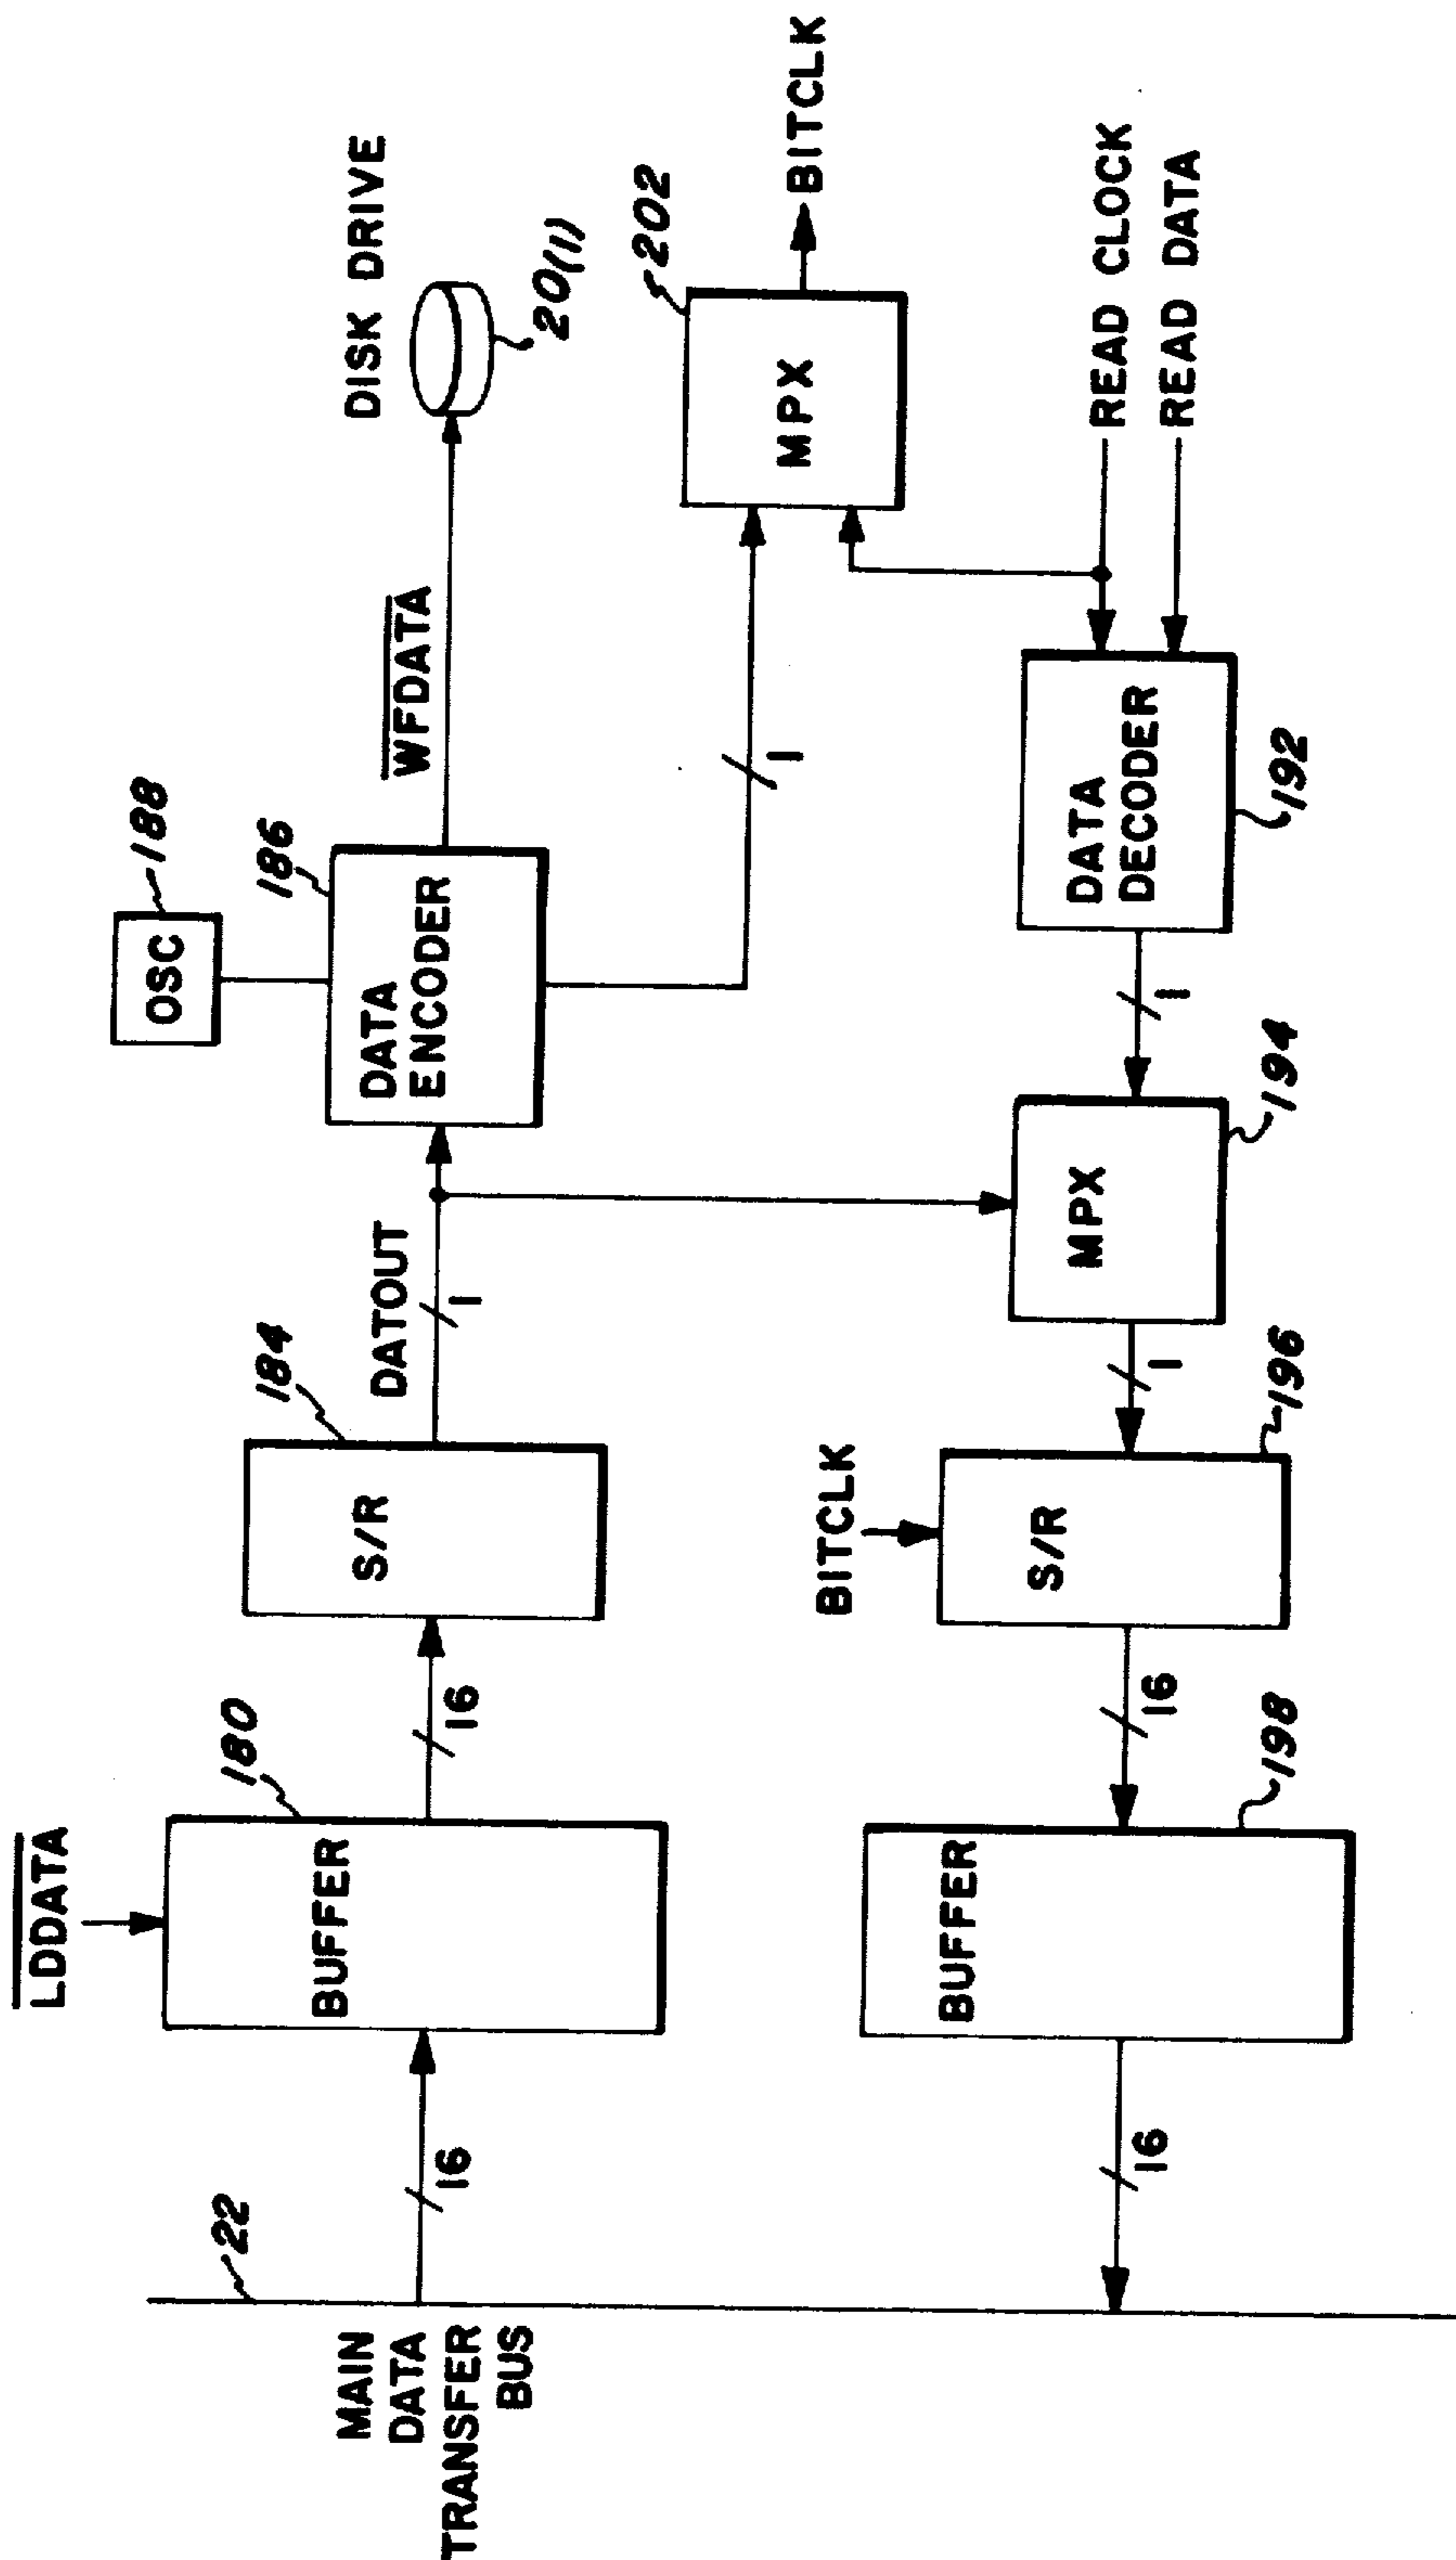 DISK DRIVE
20(1)
OSC
188
186
DATA
ENCODER
WFDATA
202
MPX
BITCLK
READ CLOCK
READ DATA
DATOUT
1
1
184
S/R
LDDATA
180
BUFFER
16
16
22
MAIN
DATA
TRANSFER
BUS
DATA
DECODER
192
1
MPX
194
1
BITCLK
S/R
196
16
BUFFER
198
16